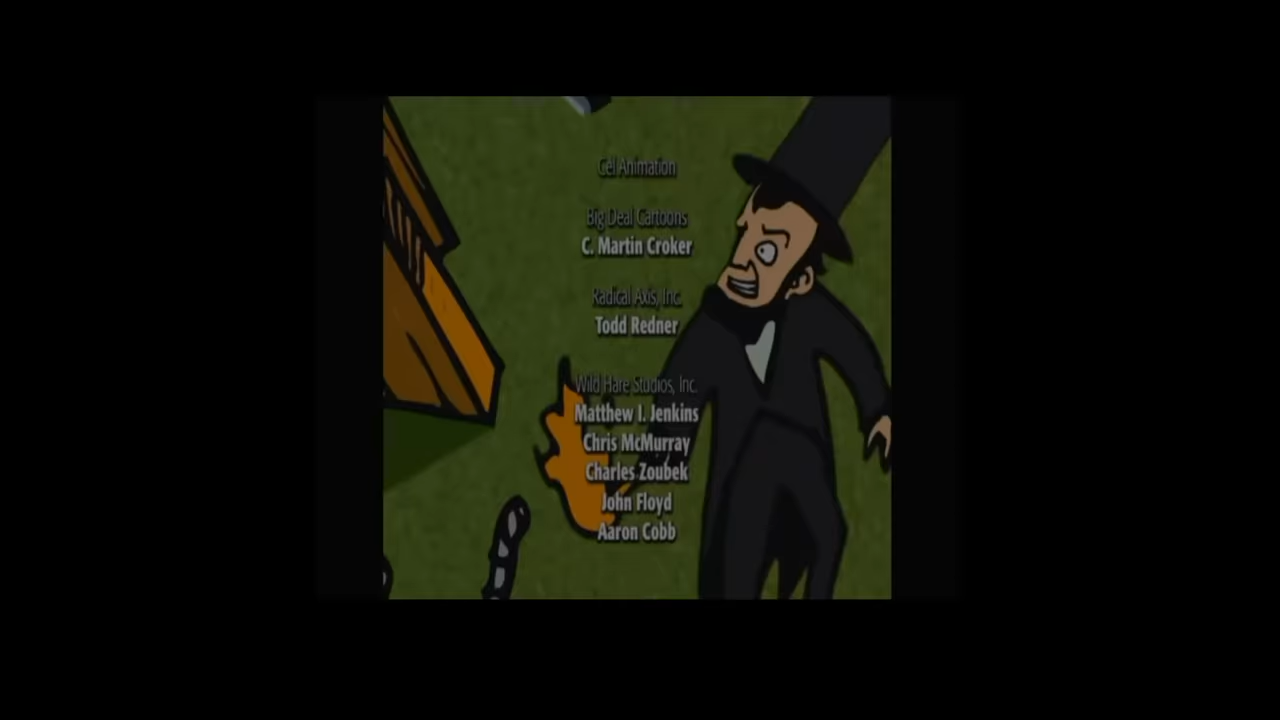 Cel Animation
Big Deal Cartoons
C. Martin Croker
Radical Axis, Inc.
Todd Redner
Wild Hare Studios, Inc.
Matthew I. Jenkins
Chris McMurray
Charles Zoubek
John Floyd
Aaron Cobb